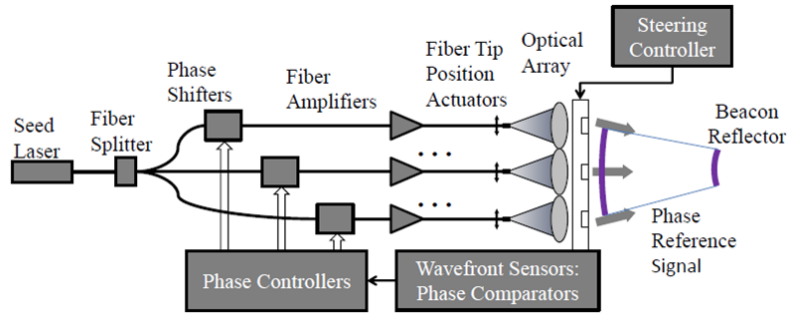 Steering
Controller
Optical
Array
Fiber Tip
Position
Actuators
Phase
Shifters
Fiber
Amplifiers
Beacon
Reflector
Seed
Laser
Fiber
Splitter
...
...
Phase
Reference
Signal
Phase Controllers
Wavefront Sensors:
Phase Comparators